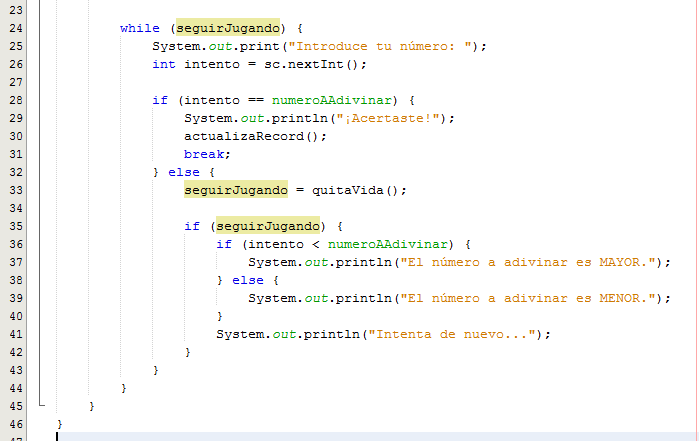 23
24 while (seguirJugando) {
25 System.out.print("Introduce tu número: ");
26 int intento = sc.nextInt();
27
28 if (intento == numeroAAdivinar) {
29 System.out.println("¡Acertaste!");
30 actualizaRecord();
31 break;
32 } else {
33 seguirJugando = quitaVida();
34
35 if (seguirJugando) {
36 if (intento < numeroAAdivinar) {
37 System.out.println("El número a adivinar es MAYOR.");
38 } else {
39 System.out.println("El número a adivinar es MENOR.");
40 }
41 System.out.println("Intenta de nuevo...");
42 }
43 }
44 }
45 }
46 }
47